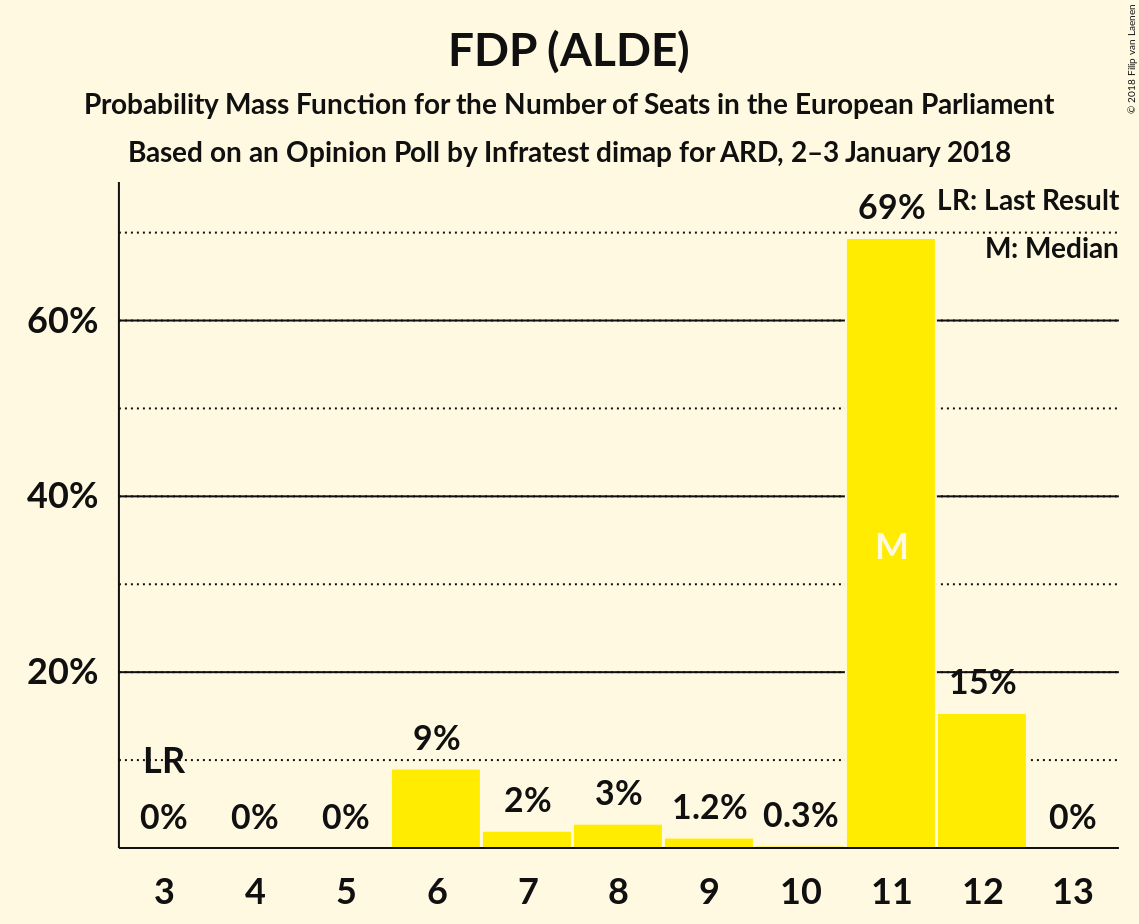 FDP (ALDE)
Probability Mass Function for the Number of Seats in the European Parliament
Based on an Opinion Poll by Infratest dimap for ARD, 2–3 January 2018
© 2018 Filip van Laenen
LR: Last Result
M: Median
60%
40%
20%
LR
0%
0%
0%
9%
2%
3%
1.2%
0.3%
69%
M
15%
0%
3 4 5 6 7 8 9 10 11 12 13